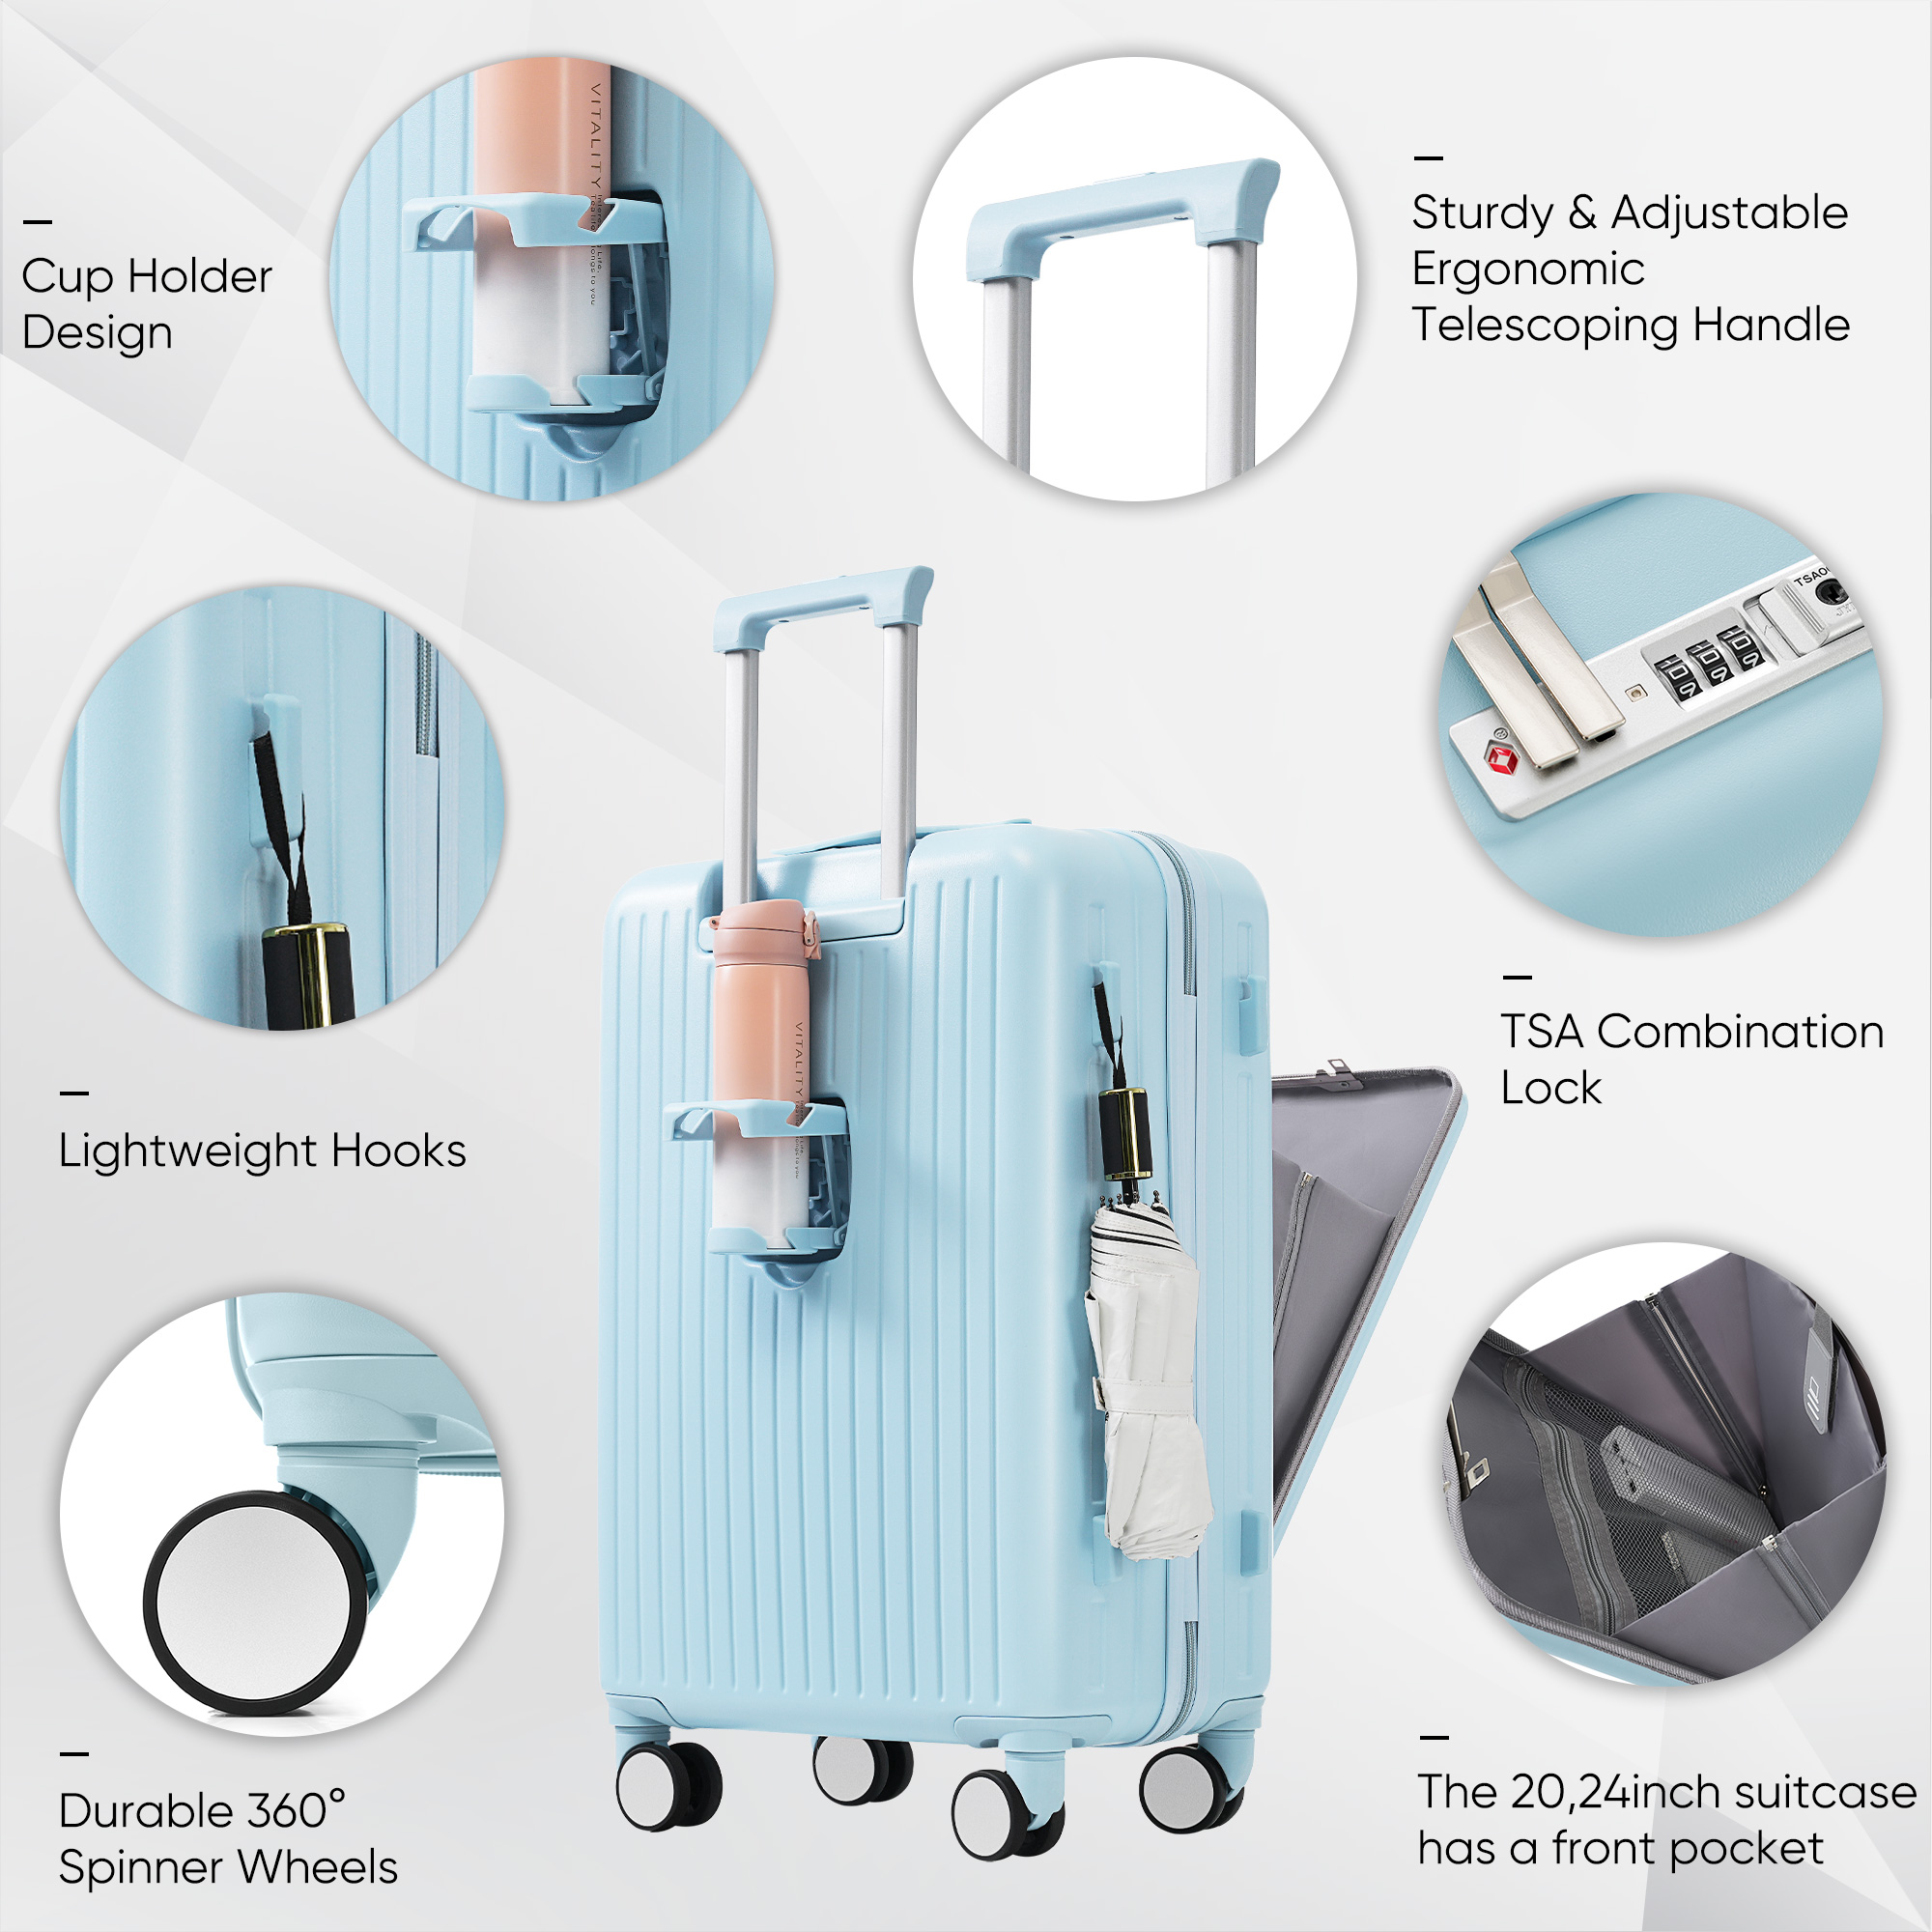 Cup Holder
Design
VITALITY
Sturdy & Adjustable
Ergonomic
Telescoping Handle
TSA
TSA Combination
Lock
Lightweight Hooks
VITALITY
Durable 360°
Spinner Wheels
The 20,24inch suitcase
has a front pocket